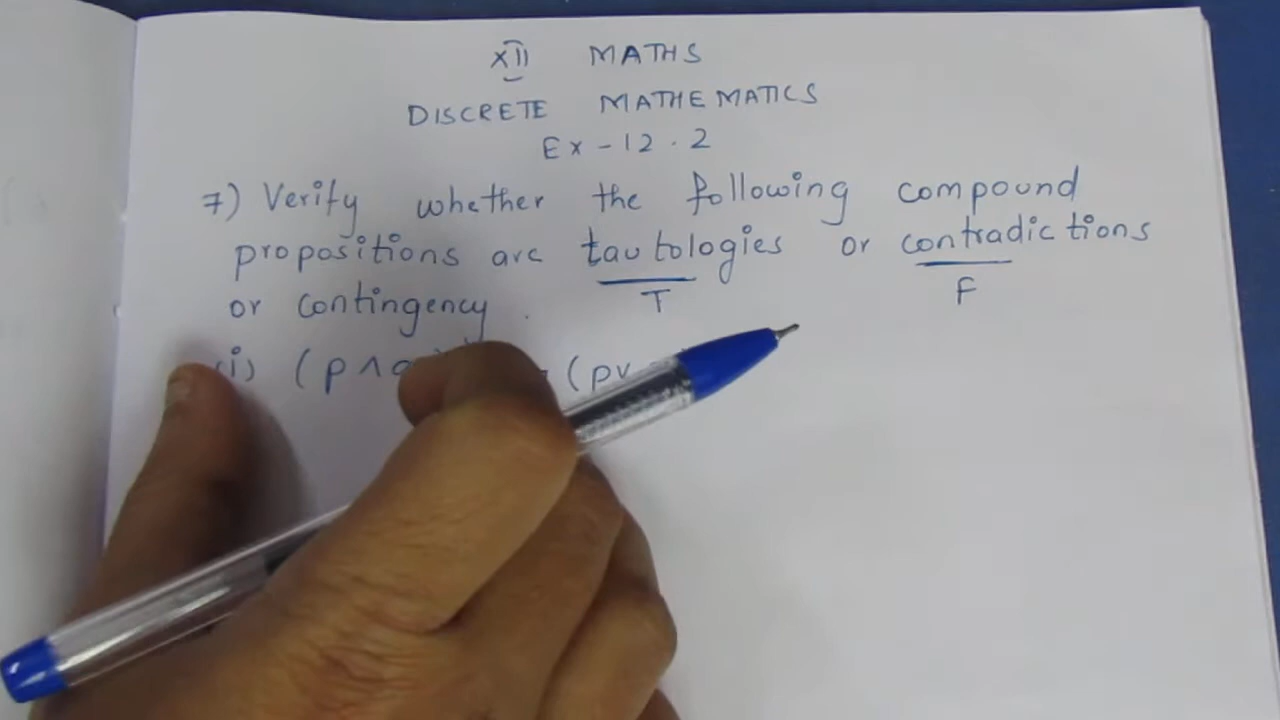 XII MATHS
DISCRETE MATHEMATICS
Ex - 12.2
7) Verify whether the following compound
propositions are tautologies or contradictions
T F
or contingency.
(i) (p∧ (p∨